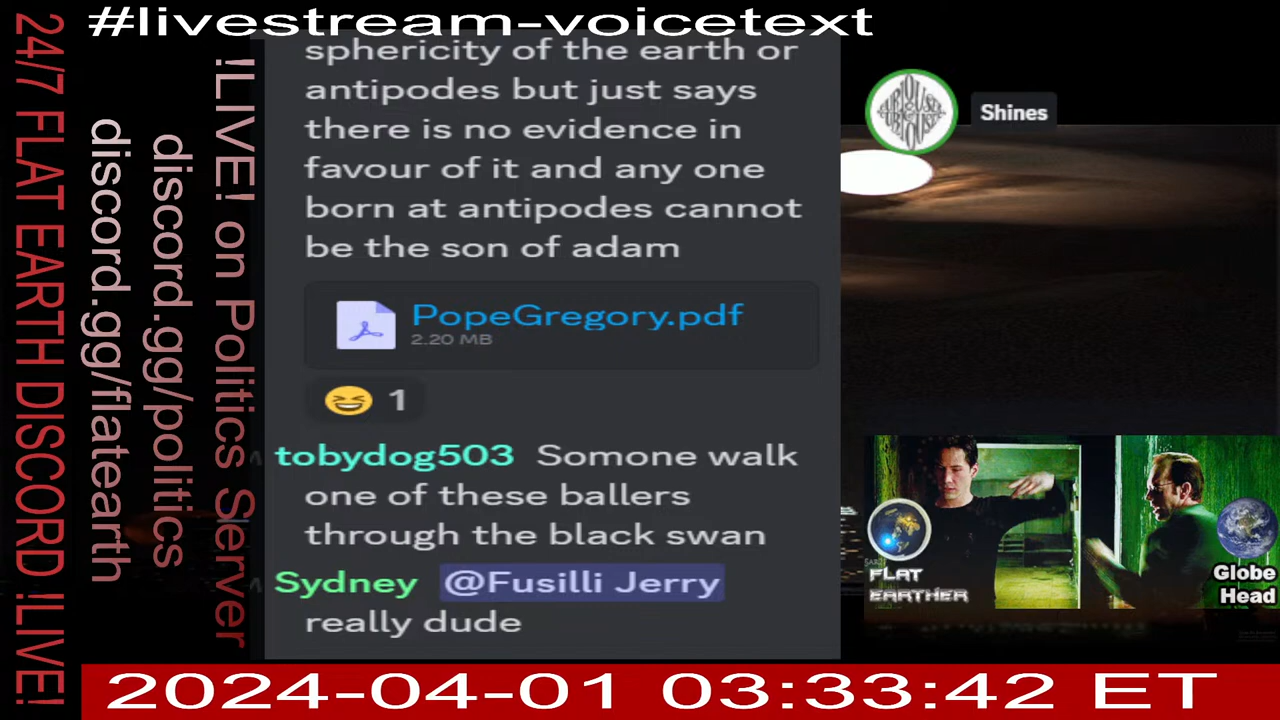 #livestream-voicetext
24/7 FLAT EARTH DISCORD !LIVE!
discord.gg/flatearth
discord.gg/politics
!LIVE! on Politics Server
sphericity of the earth or
antipodes but just says
there is no evidence in
favour of it and any one
born at antipodes cannot
be the son of adam
PopeGregory.pdf
2.20 MB
1
tobydog503 Somone walk
one of these ballers
through the black swan
Sydney @Fusilli Jerry
really dude
Shines
FLAT
EARTHER
Globe
Head
2024-04-01 03:33:42 ET